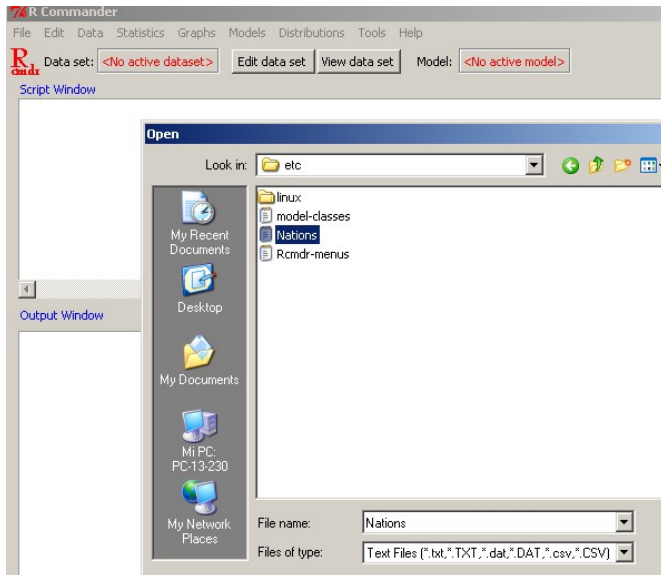 R Commander
File Edit Data Statistics Graphs Models Distributions Tools Help
R cmdr Data set: <No active dataset> Edit data set View data set Model: <No active model>
Script Window
Open
Look in: etc
linux
model-classes
Nations
Rcmdr-menus
My Recent
Documents
Desktop
My Documents
Mi PC:
PC-13-230
My Network
Places
Output Window
File name: Nations
Files of type: Text Files (*.txt,*.TXT,*.dat,*.DAT,*.csv,*.CSV)